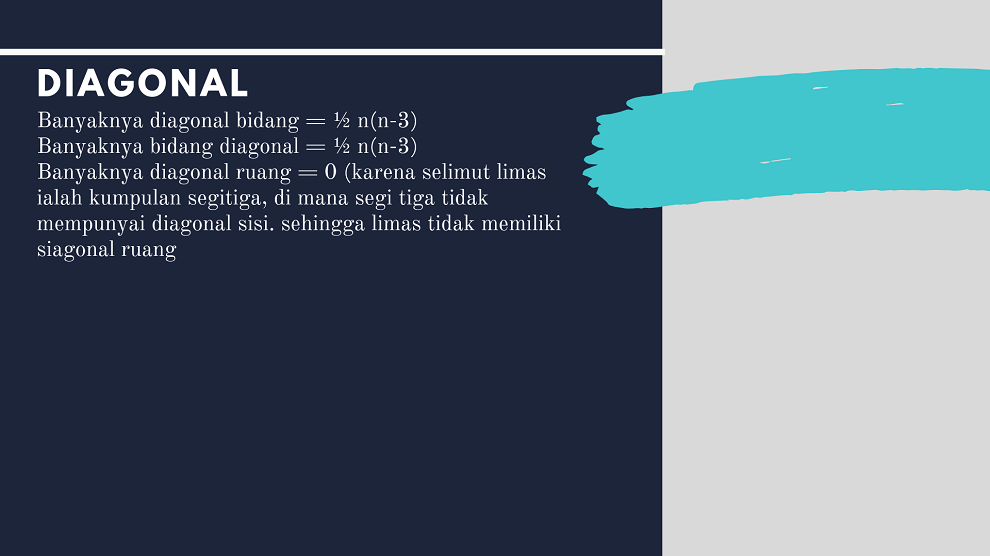 DIAGONAL
Banyaknya diagonal bidang = ½ n(n-3)
Banyaknya bidang diagonal = ½ n(n-3)
Banyaknya diagonal ruang = 0 (karena selimut limas
ialah kumpulan segitiga, di mana segi tiga tidak
mempunyai diagonal sisi. sehingga limas tidak memiliki
siagonal ruang